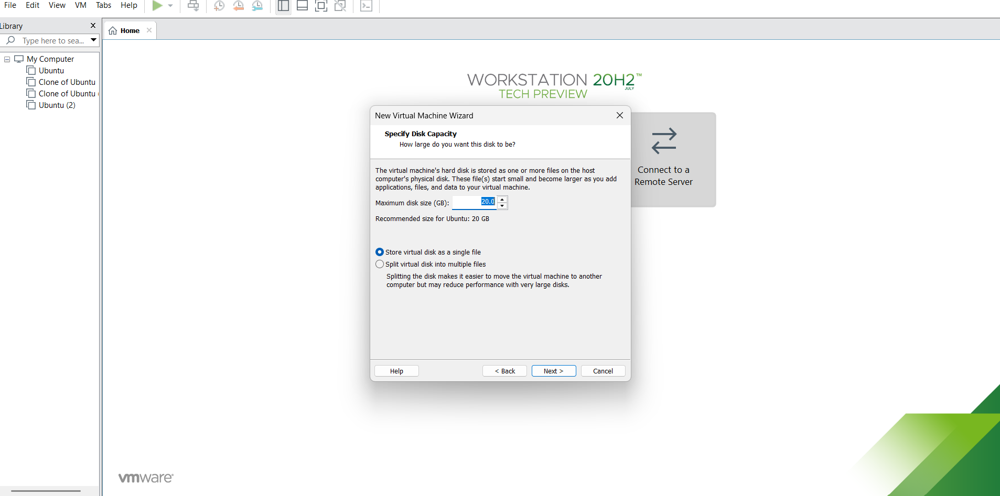 File Edit View VM Tabs Help
Library
Type here to sea...
Home
My Computer
Ubuntu
Clone of Ubuntu
Clone of Ubuntu (
Ubuntu (2)
WORKSTATION 20H2™
JULY
TECH PREVIEW
New Virtual Machine Wizard
Specify Disk Capacity
How large do you want this disk to be?
The virtual machine's hard disk is stored as one or more files on the host
computer's physical disk. These file(s) start small and become larger as you add
applications, files, and data to your virtual machine.
Maximum disk size (GB): 20.0
Recommended size for Ubuntu: 20 GB
Store virtual disk as a single file
Split virtual disk into multiple files
Splitting the disk makes it easier to move the virtual machine to another
computer but may reduce performance with very large disks.
Help < Back Next > Cancel
Connect to a
Remote Server
vmware®